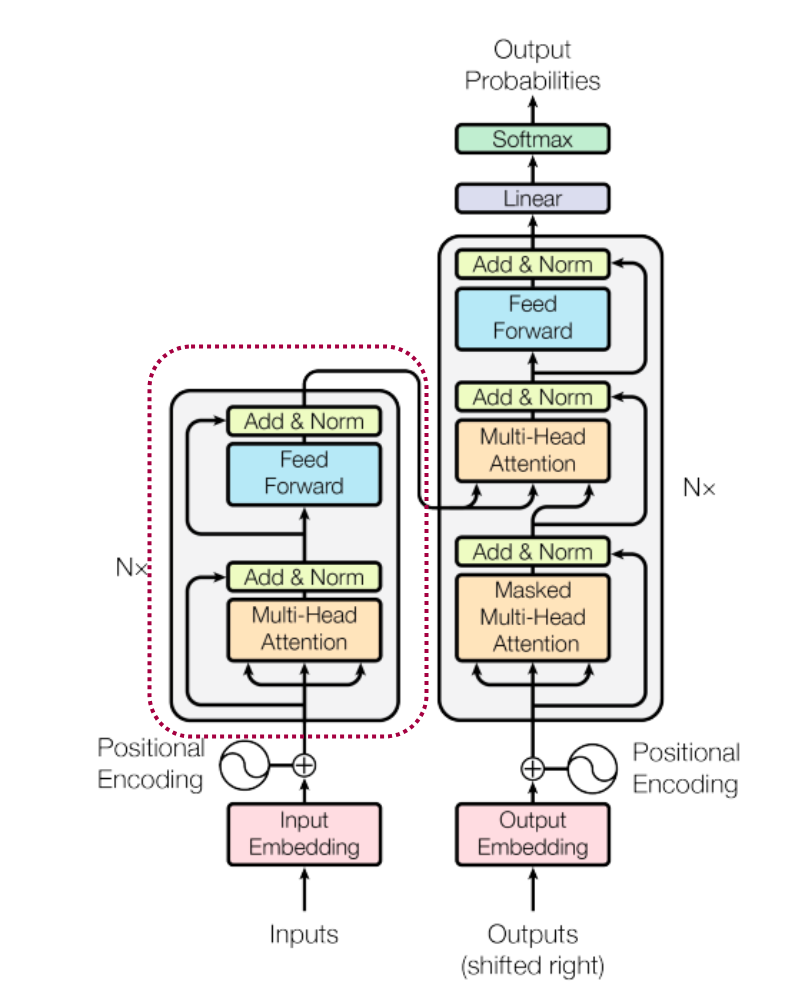 Output
Probabilities
Softmax
Linear
Add & Norm
Feed
Forward
Add & Norm
Multi-Head
Attention
Nx
Add & Norm
Masked
Multi-Head
Attention
Add & Norm
Feed
Forward
Nx
Add & Norm
Multi-Head
Attention
Positional
Encoding
Positional
Encoding
Input
Embedding
Output
Embedding
Inputs
Outputs
(shifted right)